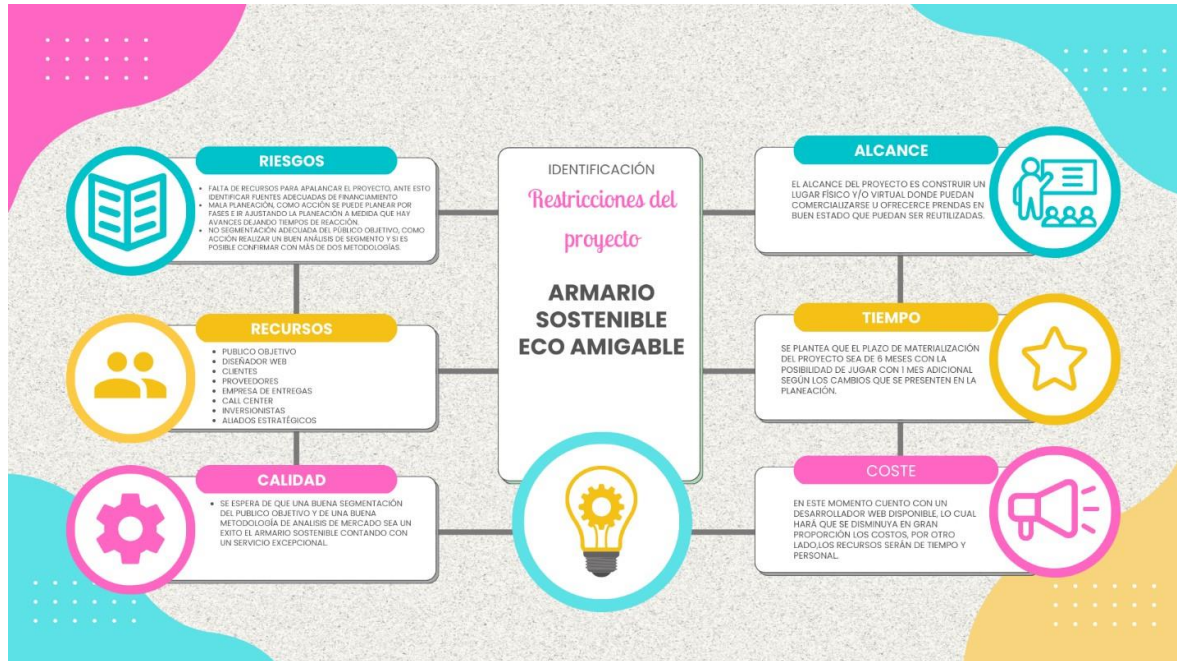 IDENTIFICACIÓN
Restricciones del
proyecto
ARMARIO
SOSTENIBLE
ECO AMIGABLE
RIESGOS
• FALTA DE RECURSOS PARA APALANCAR EL PROYECTO, ANTE ESTO
IDENTIFICAR FUENTES ADECUADAS DE FINANCIAMIENTO
• MALA PLANEACIÓN, COMO ACCIÓN SE PUEDE PLANEAR POR
FASES E IR AJUSTANDO LA PLANEACIÓN A MEDIDA QUE HAY
AVANCES DEJANDO TIEMPOS DE REACCIÓN.
• NO SEGMENTACIÓN ADECUADA DEL PÚBLICO OBJETIVO, COMO
ACCIÓN REALIZAR UN BUEN ANÁLISIS DE SEGMENTO Y SI ES
POSIBLE CONFIRMAR CON MÁS DE DOS METODOLOGÍAS.
RECURSOS
• PUBLICO OBJETIVO
• DISEÑADOR WEB
• CLIENTES
• PROVEEDORES
• EMPRESA DE ENTREGAS
• CALL CENTER
• INVERSIONISTAS
• ALIADOS ESTRATÉGICOS
CALIDAD
• SE ESPERA DE QUE UNA BUENA SEGMENTACIÓN
DEL PUBLICO OBJETIVO Y DE UNA BUENA
METODOLOGÍA DE ANALISIS DE MERCADO SEA UN
EXITO EL ARMARIO SOSTENIBLE CONTANDO CON
UN SERVICIO EXCEPCIONAL.
ALCANCE
EL ALCANCE DEL PROYECTO ES CONSTRUIR UN
LUGAR FÍSICO Y/O VIRTUAL DONDE PUEDAN
COMERCIALIZARSE U OFRECERCE PRENDAS EN
BUEN ESTADO QUE PUEDAN SER REUTILIZADAS.
TIEMPO
SE PLANTEA QUE EL PLAZO DE MATERIALIZACIÓN
DEL PROYECTO SEA DE 6 MESES CON LA
POSIBILIDAD DE JUGAR CON 1 MES ADICIONAL
SEGÚN LOS CAMBIOS QUE SE PRESENTEN EN LA
PLANEACIÓN.
COSTE
EN ESTE MOMENTO CUENTO CON UN
DESARROLLADOR WEB DISPONIBLE, LO CUAL
HARÁ QUE SE DISMINUYA EN GRAN
PROPORCIÓN LOS COSTOS, POR OTRO
LADO,LOS RECURSOS SERÁN DE TIEMPO Y
PERSONAL.